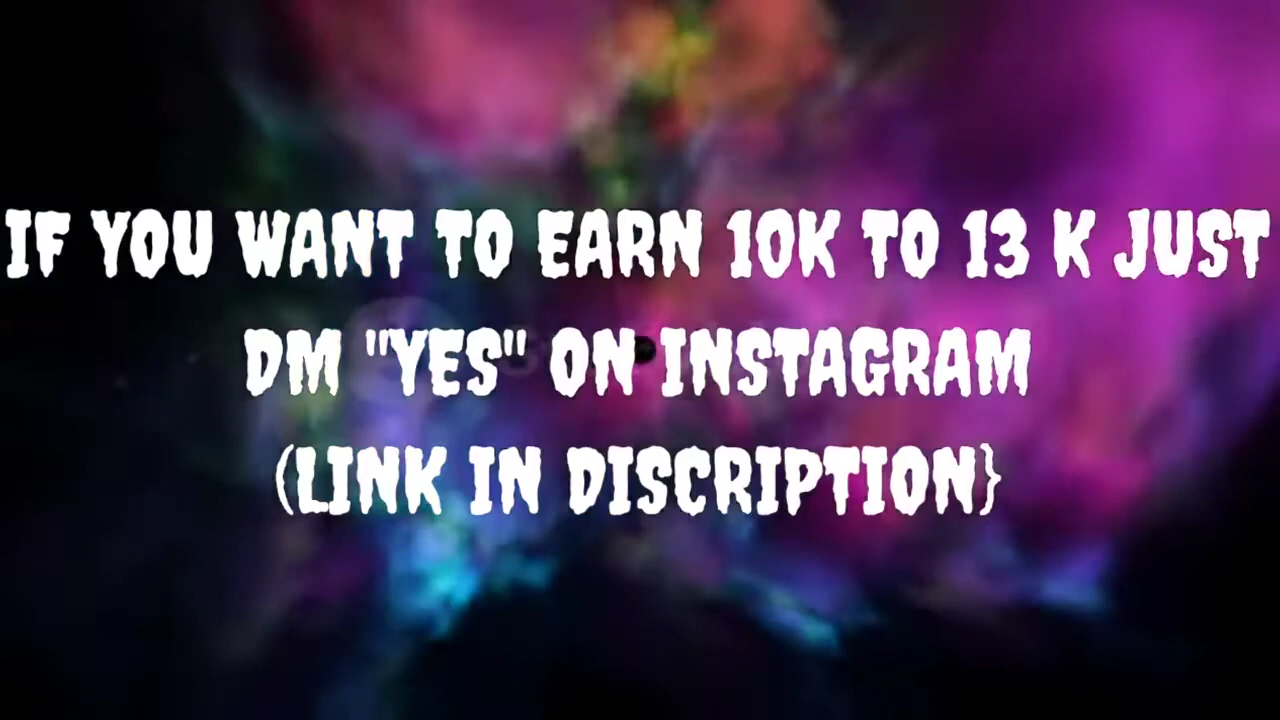 IF YOU WANT TO EARN 10K TO 13 K JUST
DM "YES" ON INSTAGRAM
(LINK IN DISCRIPTION}